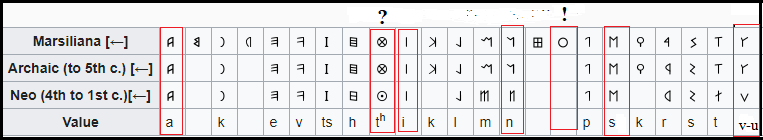 ? !
Marsiliana [←] 𐌀 𐌁 𐌂 𐌃 𐌄 𐌅 𐌆 𐌇 𐌈 𐌉 𐌊 𐌋 𐌌 𐌍 𐌎 𐌏 𐌐 𐌑 𐌒 𐌓 𐌔 𐌕 𐌖
Archaic (to 5th c.) [←] 𐌀 𐌂 𐌄 𐌅 𐌆 𐌇 𐌈 𐌉 𐌊 𐌋 𐌌 𐌍 𐌐 𐌑 𐌒 𐌓 𐌔 𐌕 𐌖
Neo (4th to 1st c.)[←] 𐌀 𐌂 𐌄 𐌅 𐌆 𐌇 𐌈 𐌉 𐌋 𐌌 𐌍 𐌐 𐌑 𐌓 𐌔 𐌕 𐌖
Value a k e v ts h tʰ i k l m n p s k r s t v-u